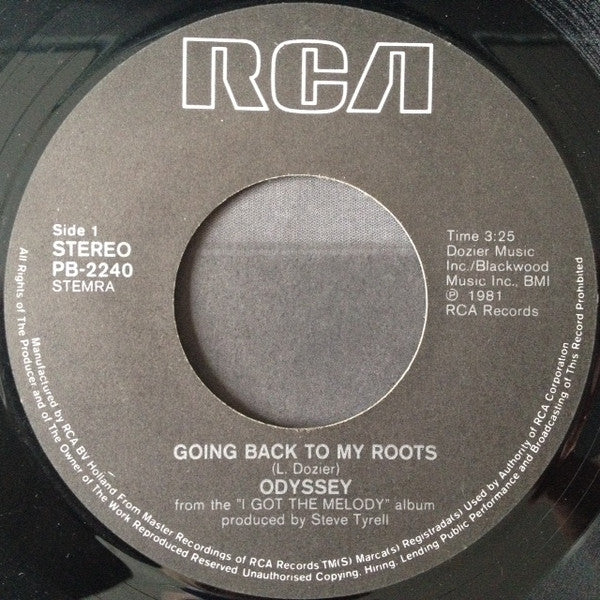 RCA
Side 1
STEREO
PB-2240
STEMRA
Time 3:25
Dozier Music
Inc./Blackwood
Music Inc., BMI
℗ 1981
RCA Records
GOING BACK TO MY ROOTS
(L. Dozier)
ODYSSEY
from the "I GOT THE MELODY" album
produced by Steve Tyrell
Manufactured by RCA BV Holland From Master Recordings of RCA Records TM(S) Marca(s) Registrada(s) Used by Authority of RCA Corporation
All Rights of The Producer and of The Owner of The Work Reproduced Reserved Unauthorised Copying, Hiring, Lending Public Performance and Broadcasting of This Record Prohibited